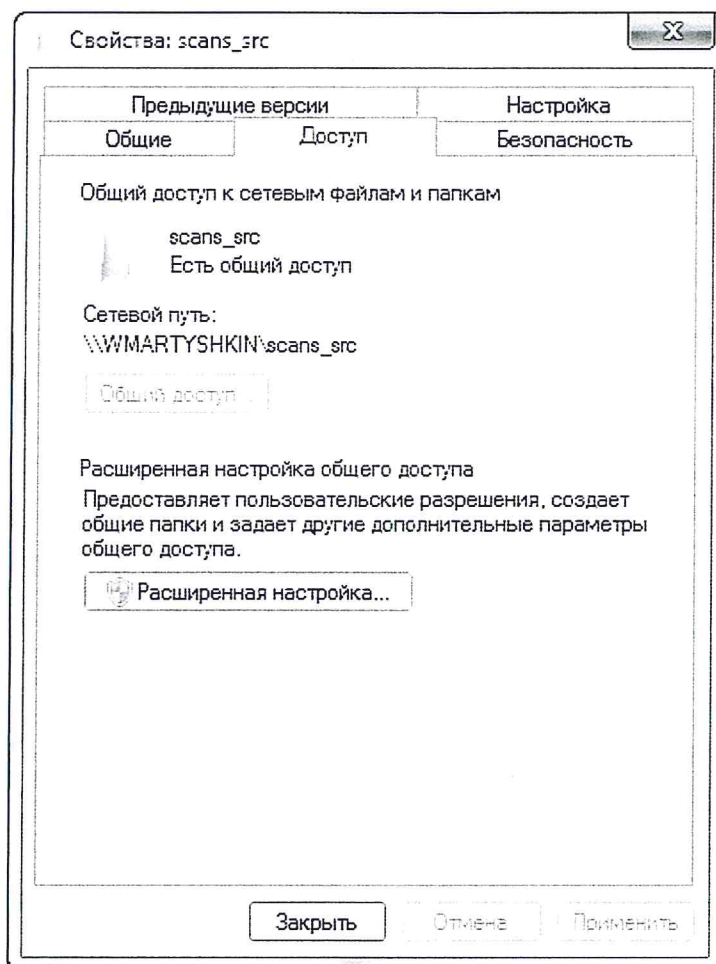 Свойства: scans_src
Предыдущие версии
Настройка
Общие
Доступ
Безопасность
Общий доступ к сетевым файлам и папкам
scans_src
Есть общий доступ
Сетевой путь:
\\WMARTYSHKIN\scans_src
Общий доступ...
Расширенная настройка общего доступа
Предоставляет пользовательские разрешения, создает
общие папки и задает другие дополнительные параметры
общего доступа.
Расширенная настройка...
Закрыть
Отмена
Применить